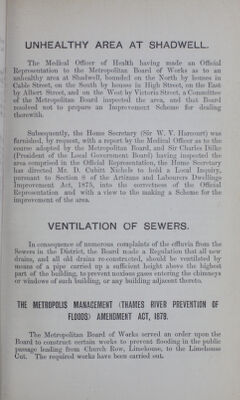 UNHEALTHY AREA AT SHADWELL.
The Medical Officer of Health having made an Official
Representation to the Metropolitan Board of Works as to an
unhealthy area at Shadwell, bounded on the North by houses in
Cable Street, on the South by houses in High Street, on the East
by Albert Street, and on the West by Victoria Street, a Committee
of the Metropolitan Board inspected the area, and that Board
resolved not to prepare an Improvement Scheme for dealing
therewith.
Subsequently, the Home Secretary (Sir W. V. Harcourt) was
furnished, by request, with a report by the Medical Officer as to the
course adopted by the Metropolitan Board, and Sir Charles Dilke
(President of the Local Government Board) having inspected the
area comprised in the Official Representation, the Home Secretary
has directed Mr. D. Cubitt Nichols to hold a Local Inquiry,
pursuant to Section 8 of the Artizans and Labourers Dwellings
Improvement Act, 1875, into the correctness of the Official
Representation and with a view to the making a Scheme for the
improvement of the area.
VENTILATION OF SEWERS.
In consequence of numerous complaints of the effluvia from the
Sewers in the District, the Board made a Regulation that all new
drains, and all old drains re-constructed, should be ventilated by
means of a pipe carried up a sufficient height above the highest
part of the building, to prevent noxious gases entering the chimneys
or windows of such building, or any building adjacent thereto.
THE METROPOLIS MANAGEMENT (THAMES RIVER PREVENTION OF
FLOODS) AMENDMENT ACT, 1879.
The Metropolitan Board of Works served an order upon the
Board to construct certain works to prevent flooding in the public
passage leading from Church Row, Limehouse, to the Limehouse
Cut. The required works have been carried out.